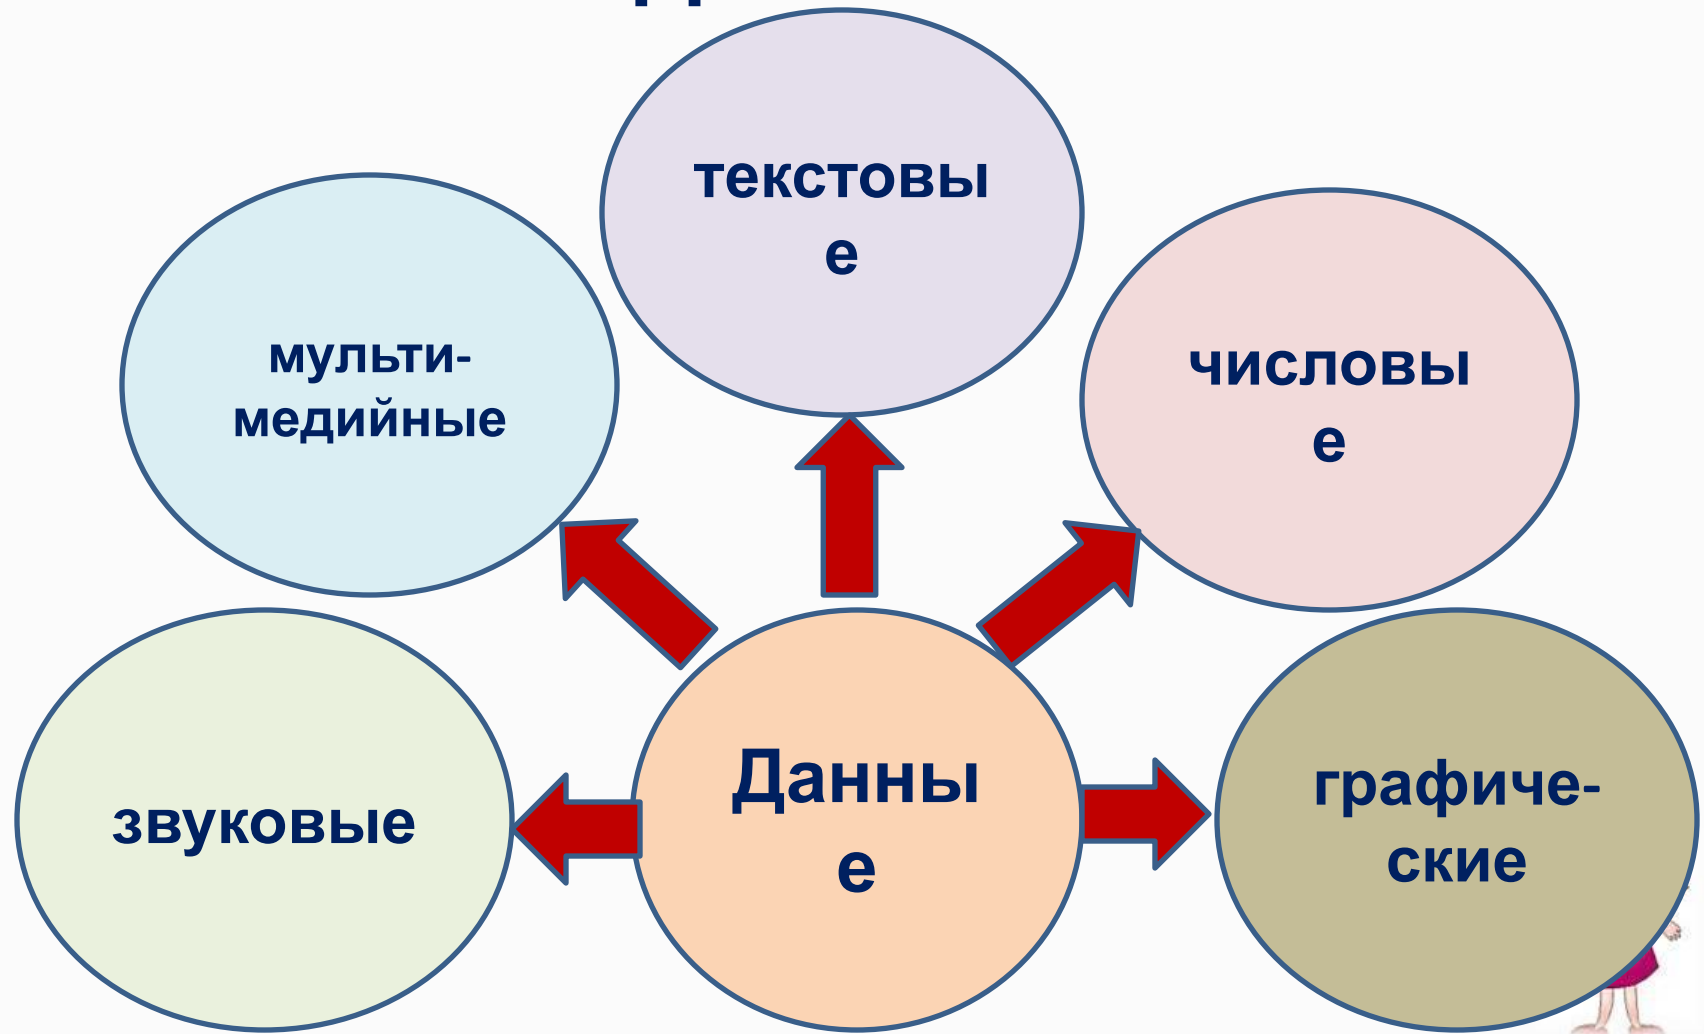 текстовы
е
мульти-
медийные
числовы
е
звуковые
Данны
е
графиче-
ские